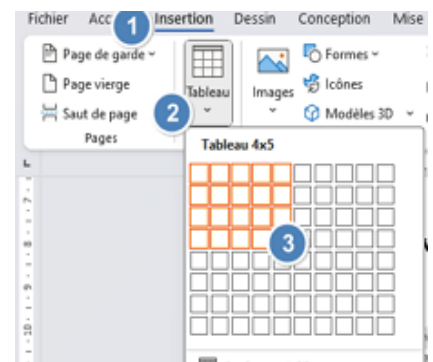 Fichier Acc 1 Insertion Dessin Conception Mise
Page de garde
Page vierge
Saut de page
Pages
2
Tableau
Images
Formes
Icônes
Modèles 3D
Tableau 4x5
3